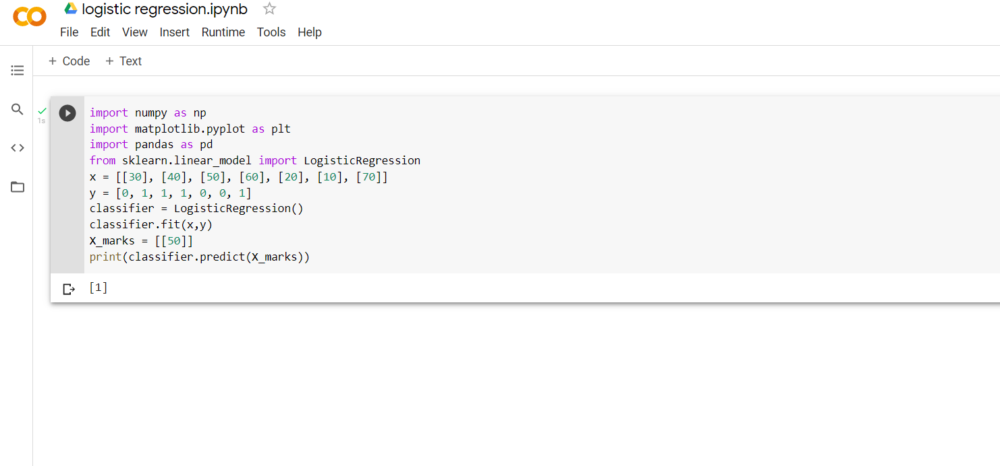 logistic regression.ipynb
File Edit View Insert Runtime Tools Help
+ Code + Text
1s
import numpy as np
import matplotlib.pyplot as plt
import pandas as pd
from sklearn.linear_model import LogisticRegression
x = [[30], [40], [50], [60], [20], [10], [70]]
y = [0, 1, 1, 1, 0, 0, 1]
classifier = LogisticRegression()
classifier.fit(x,y)
X_marks = [[50]]
print(classifier.predict(X_marks))
[1]